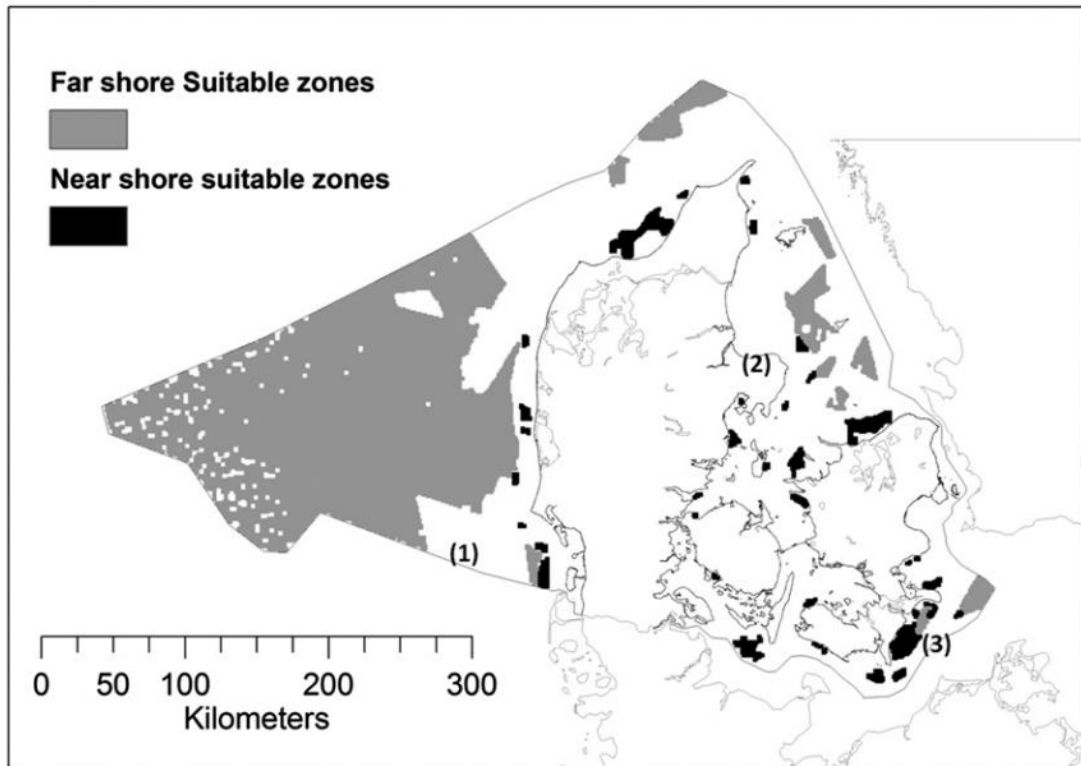 Far shore Suitable zones
Near shore suitable zones
(2)
(1)
(3)
0 50 100 200 300
Kilometers